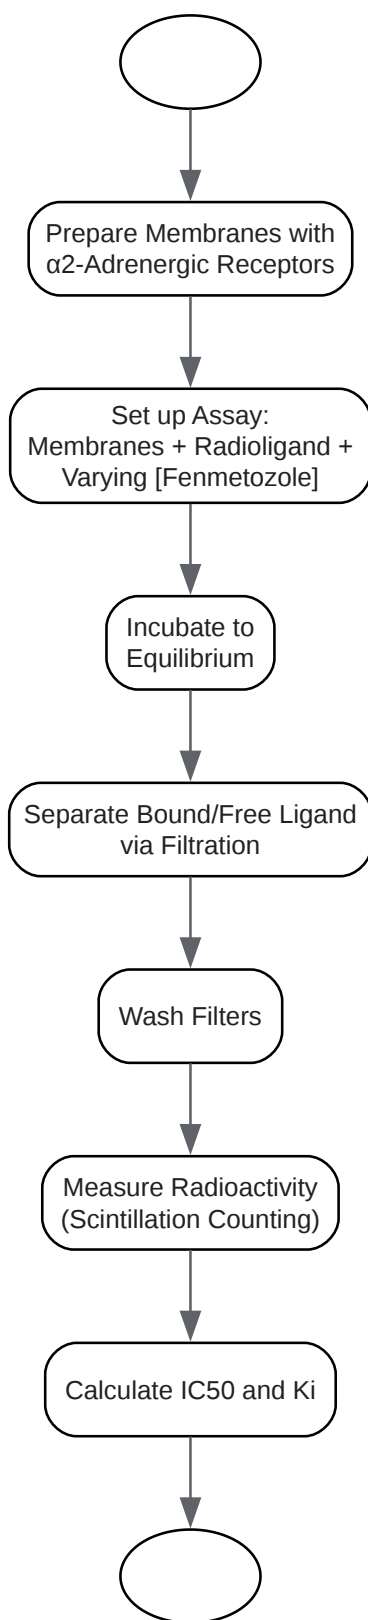 Prepare Membranes with
α2-Adrenergic Receptors
Set up Assay:
Membranes + Radioligand +
Varying [Fenmetozole]
Incubate to
Equilibrium
Separate Bound/Free Ligand
via Filtration
Wash Filters
Measure Radioactivity
(Scintillation Counting)
Calculate IC50 and Ki